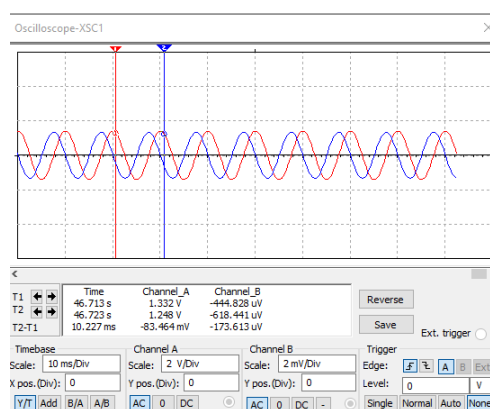 Oscilloscope-XSC1
1
2
Time Channel_A Channel_B
T1 46.713 s 1.332 V -444.828 uV
T2 46.723 s 1.248 V -618.441 uV
T2-T1 10.227 ms -83.464 mV -173.613 uV
Reverse
Save
Ext. trigger
Timebase
Scale: 10 ms/Div
X pos.(Div): 0
Y/T Add B/A A/B
Channel A
Scale: 2 V/Div
Y pos.(Div): 0
AC 0 DC
Channel B
Scale: 2 mV/Div
Y pos.(Div): 0
AC 0 DC -
Trigger
Edge: A B Ext
Level: 0 V
Single Normal Auto None